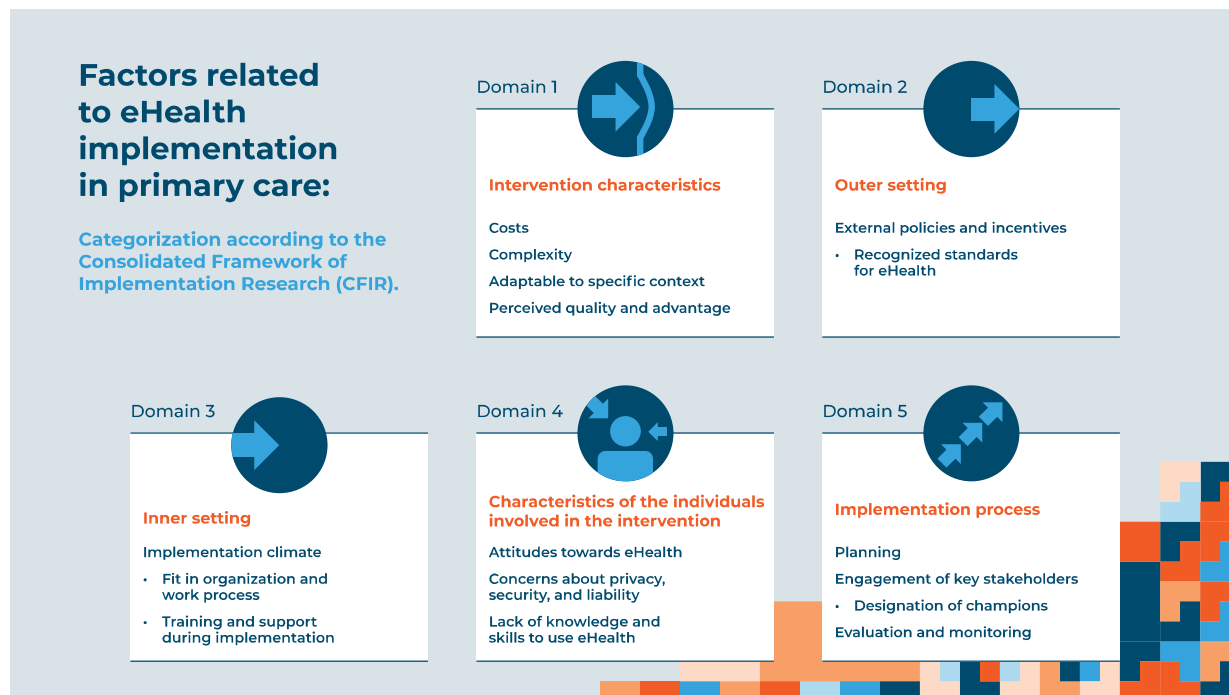 Factors related
to eHealth
implementation
in primary care:
Categorization according to the
Consolidated Framework of
Implementation Research (CFIR).
Domain 1
Intervention characteristics
Costs
Complexity
Adaptable to specific context
Perceived quality and advantage
Domain 2
Outer setting
External policies and incentives
• Recognized standards
for eHealth
Domain 3
Inner setting
Implementation climate
• Fit in organization and
work process
• Training and support
during implementation
Domain 4
Characteristics of the individuals
involved in the intervention
Attitudes towards eHealth
Concerns about privacy,
security, and liability
Lack of knowledge and
skills to use eHealth
Domain 5
Implementation process
Planning
Engagement of key stakeholders
• Designation of champions
Evaluation and monitoring